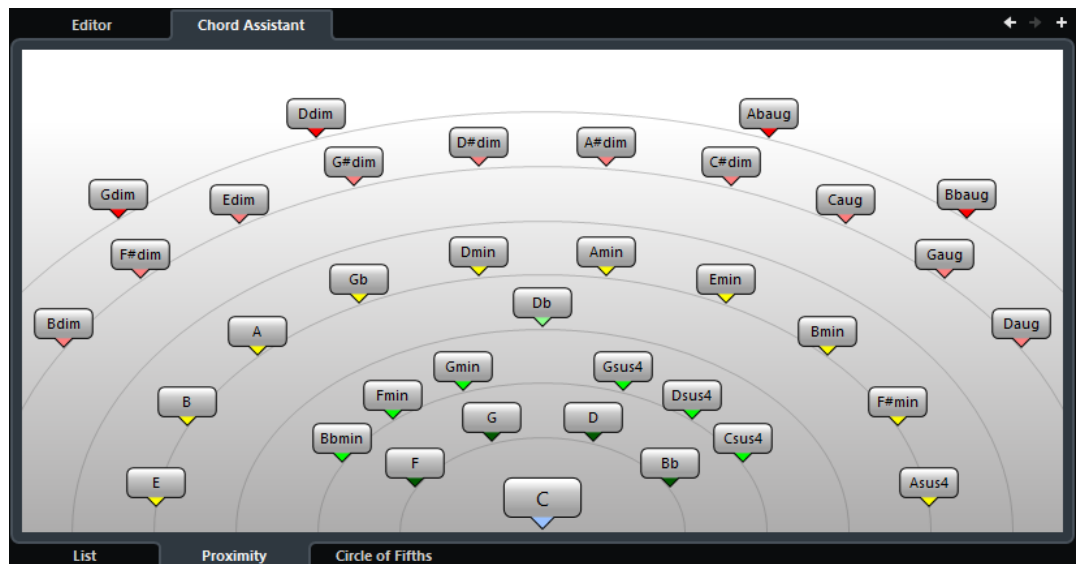 Editor Chord Assistant
Ddim Abaug
D#dim A#dim
G#dim C#dim
Gdim Edim Caug Bbaug
F#dim Dmin Amin Gaug
Gb Emin
Db
Bdim A Bmin Daug
Gmin Gsus4
B Fmin Dsus4 F#min
G D
Bbmin Csus4
F Bb
E Asus4
C
List Proximity Circle of Fifths